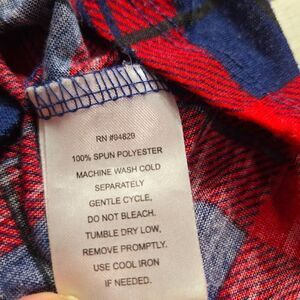 RN #94629
100% SPUN POLYESTER
MACHINE WASH COLD
SEPARATELY
GENTLE CYCLE,
DO NOT BLEACH.
TUMBLE DRY LOW,
REMOVE PROMPTLY.
USE COOL IRON
IF NEEDED.